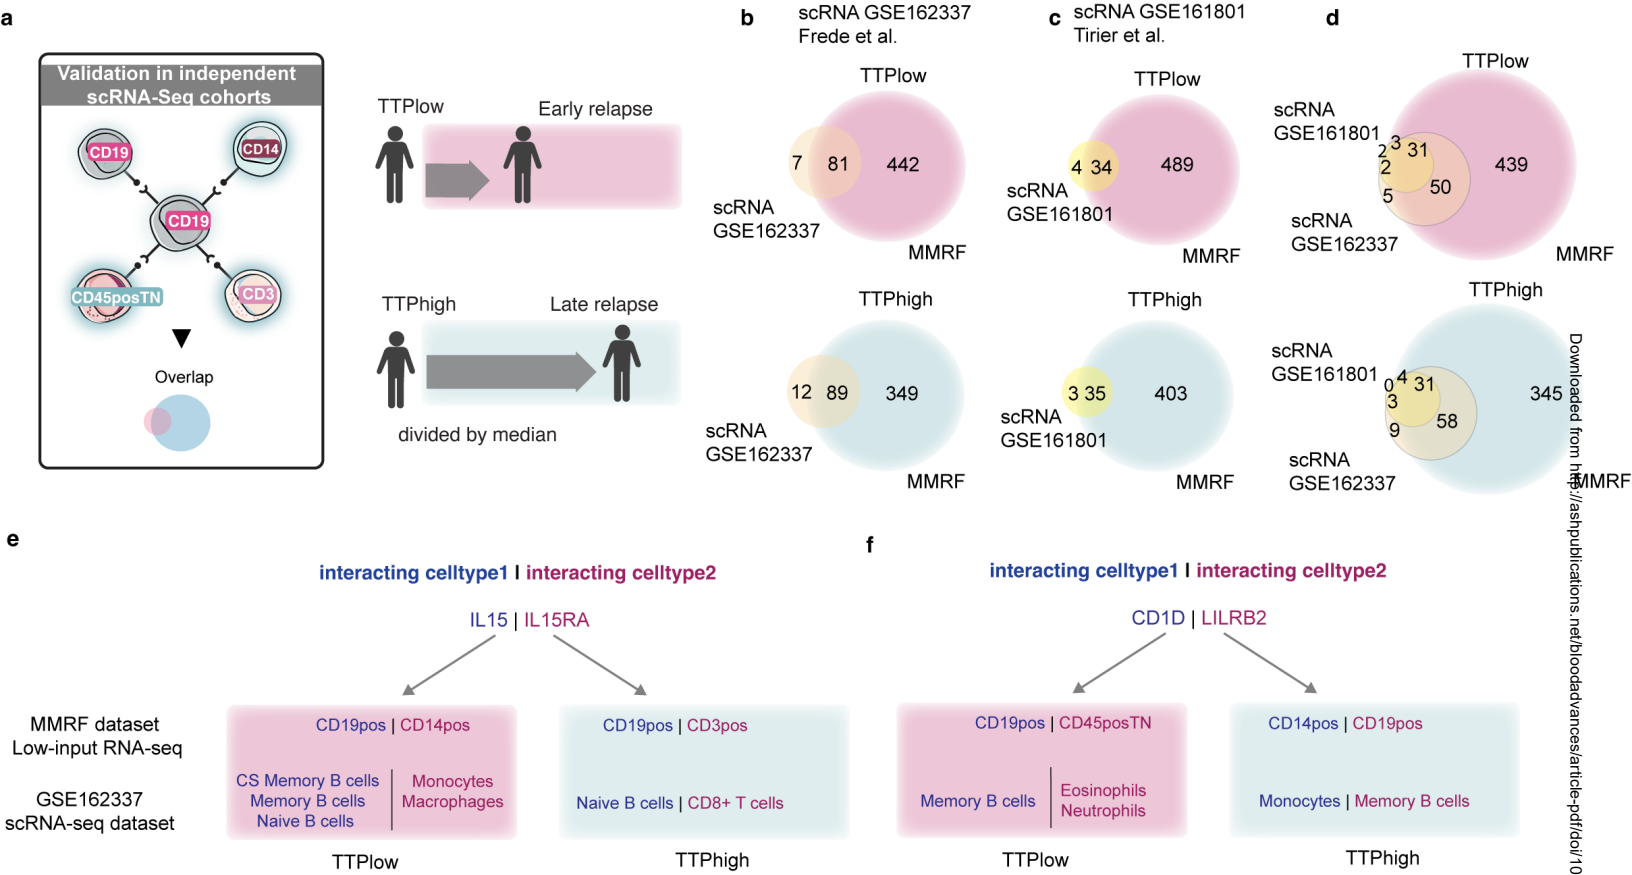 a
Validation in independent
scRNA-Seq cohorts
CD19
CD14
CD19
CD45posTN
CD3
Overlap
TTPlow
Early relapse
TTPhigh
Late relapse
divided by median
b
scRNA GSE162337
Frede et al.
TTPlow
7
81
442
scRNA
GSE162337
MMRF
TTPhigh
12
89
349
scRNA
GSE162337
MMRF
c
scRNA GSE161801
Tirier et al.
TTPlow
4
34
489
scRNA
GSE161801
MMRF
TTPhigh
3
35
403
scRNA
GSE161801
MMRF
d
TTPlow
scRNA
GSE161801
3
2
31
2
439
50
5
scRNA
GSE162337
MMRF
TTPhigh
scRNA
GSE161801
4
0
31
3
345
58
9
scRNA
GSE162337
MMRF
e
interacting celltype1 | interacting celltype2
IL15 | IL15RA
MMRF dataset
Low-input RNA-seq
CD19pos | CD14pos
CD19pos | CD3pos
GSE162337
scRNA-seq dataset
CS Memory B cells
Memory B cells
Naive B cells
Monocytes
Macrophages
Naive B cells | CD8+ T cells
TTPlow
TTPhigh
f
interacting celltype1 | interacting celltype2
CD1D | LILRB2
CD19pos | CD45posTN
CD14pos | CD19pos
Memory B cells
Eosinophils
Neutrophils
Monocytes | Memory B cells
TTPlow
TTPhigh
Downloaded from http://ashpublications.net/bloodadvances/article-pdf/doi/10